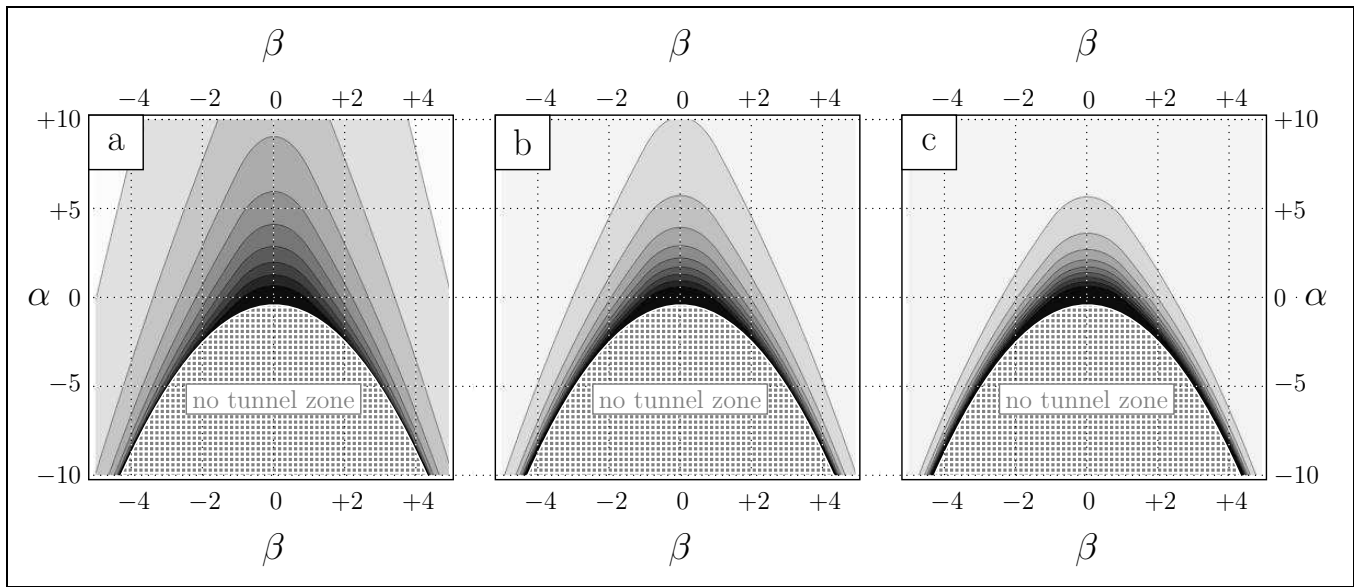 β β β
−4 −2 0 +2 +4 −4 −2 0 +2 +4 −4 −2 0 +2 +4
+10 a b c +10
+5 +5
α 0 0 α
−5 −5
no tunnel zone no tunnel zone no tunnel zone
−10 −10
−4 −2 0 +2 +4 −4 −2 0 +2 +4 −4 −2 0 +2 +4
β β β